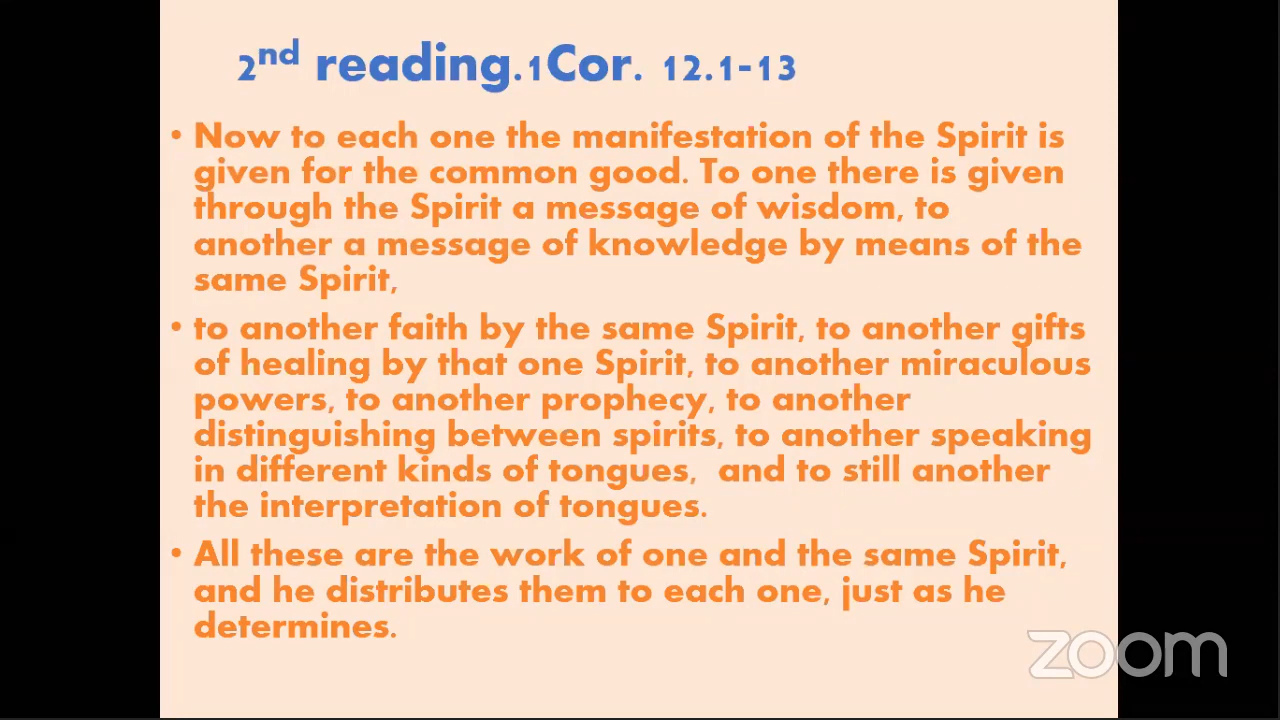 2nd reading.1Cor. 12.1-13
• Now to each one the manifestation of the Spirit is
given for the common good. To one there is given
through the Spirit a message of wisdom, to
another a message of knowledge by means of the
same Spirit,
• to another faith by the same Spirit, to another gifts
of healing by that one Spirit, to another miraculous
powers, to another prophecy, to another
distinguishing between spirits, to another speaking
in different kinds of tongues,  and to still another
the interpretation of tongues.
• All these are the work of one and the same Spirit,
and he distributes them to each one, just as he
determines.
zoom